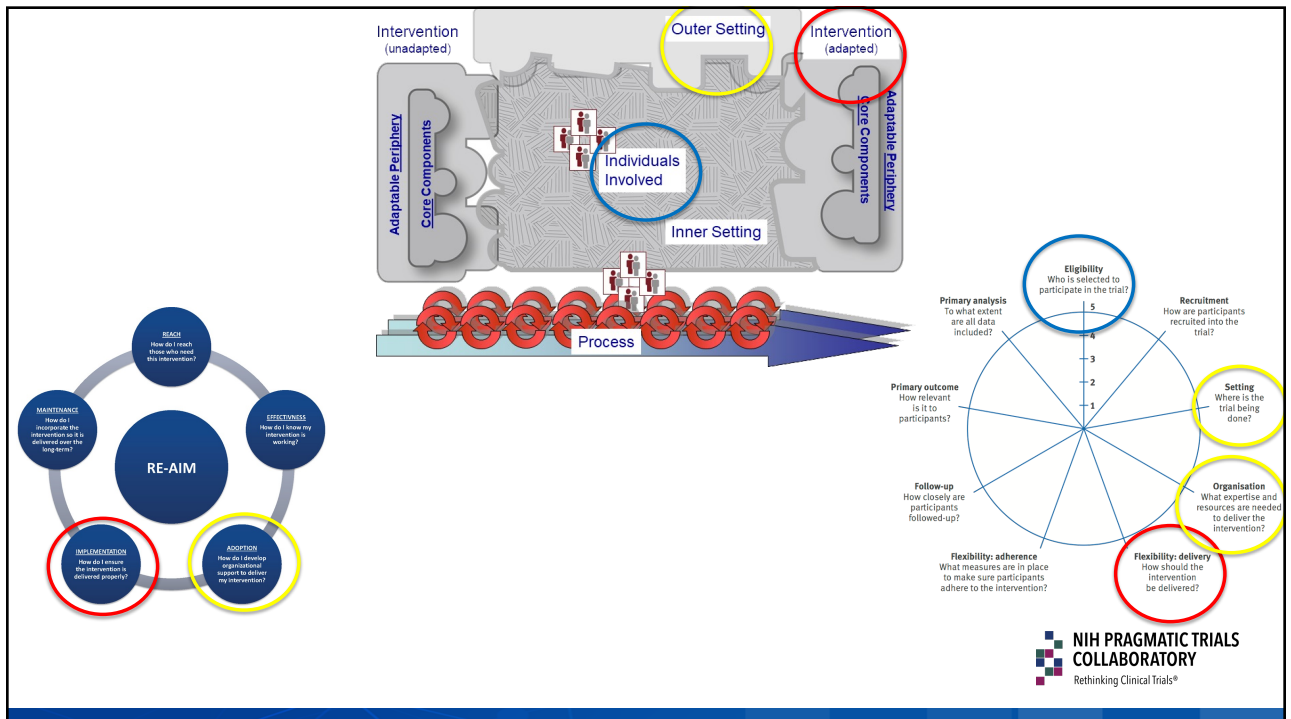 Intervention
(unadapted)
Outer Setting
Intervention
(adapted)
Adaptable Periphery
Core Components
Individuals
Involved
Inner Setting
Core Components
Adaptable Periphery
Process
REACH
How do I reach
those who need
this intervention?
EFFECTIVNESS
How do I know my
intervention is
working?
ADOPTION
How do I develop
organizational
support to deliver
my intervention?
IMPLEMENTATION
How do I ensure
the intervention is
delivered properly?
MAINTENANCE
How do I
incorporate the
intervention so it is
delivered over the
long-term?
RE-AIM
Eligibility
Who is selected to
participate in the trial?
5
4
3
2
1
Recruitment
How are participants
recruited into the
trial?
Setting
Where is the
trial being
done?
Organisation
What expertise and
resources are needed
to deliver the
intervention?
Flexibility: delivery
How should the
intervention
be delivered?
Flexibility: adherence
What measures are in place
to make sure participants
adhere to the intervention?
Follow-up
How closely are
participants
followed-up?
Primary outcome
How relevant
is it to
participants?
Primary analysis
To what extent
are all data
included?
NIH PRAGMATIC TRIALS
COLLABORATORY
Rethinking Clinical Trials®